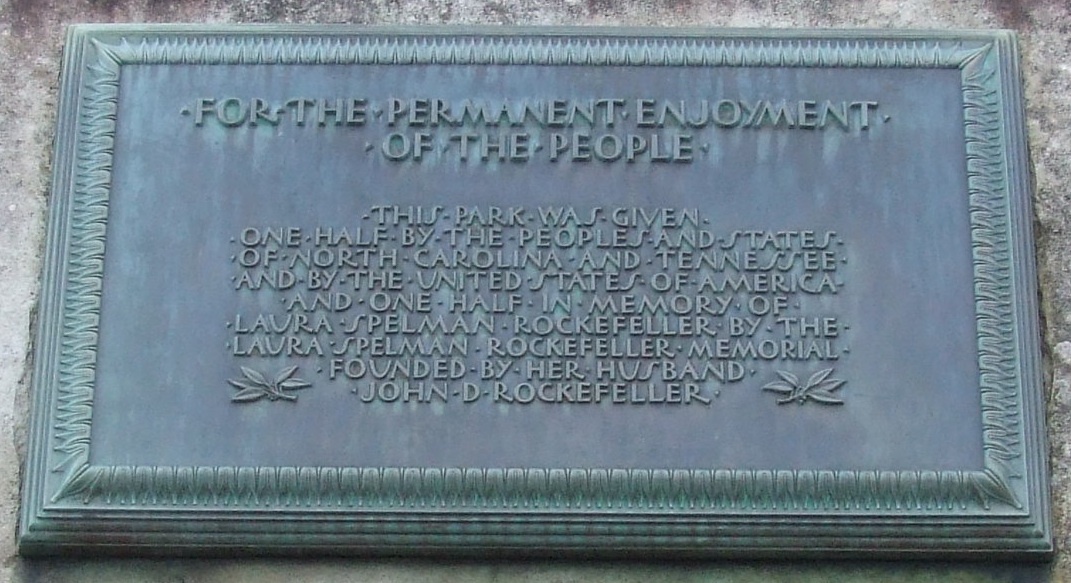 ·FOR·THE·PERMANENT·ENJOYMENT·
·OF·THE·PEOPLE·
·THIS·PARK·WAS·GIVEN·
·ONE·HALF·BY·THE·PEOPLES·AND·STATES·
·OF·NORTH·CAROLINA·AND·TENNESSEE·
·AND·BY·THE·UNITED·STATES·OF·AMERICA·
·AND·ONE·HALF·IN·MEMORY·OF·
·LAURA·SPELMAN·ROCKEFELLER·BY·THE·
·LAURA·SPELMAN·ROCKEFELLER·MEMORIAL·
·FOUNDED·BY·HER·HUSBAND·
·JOHN·D·ROCKEFELLER·